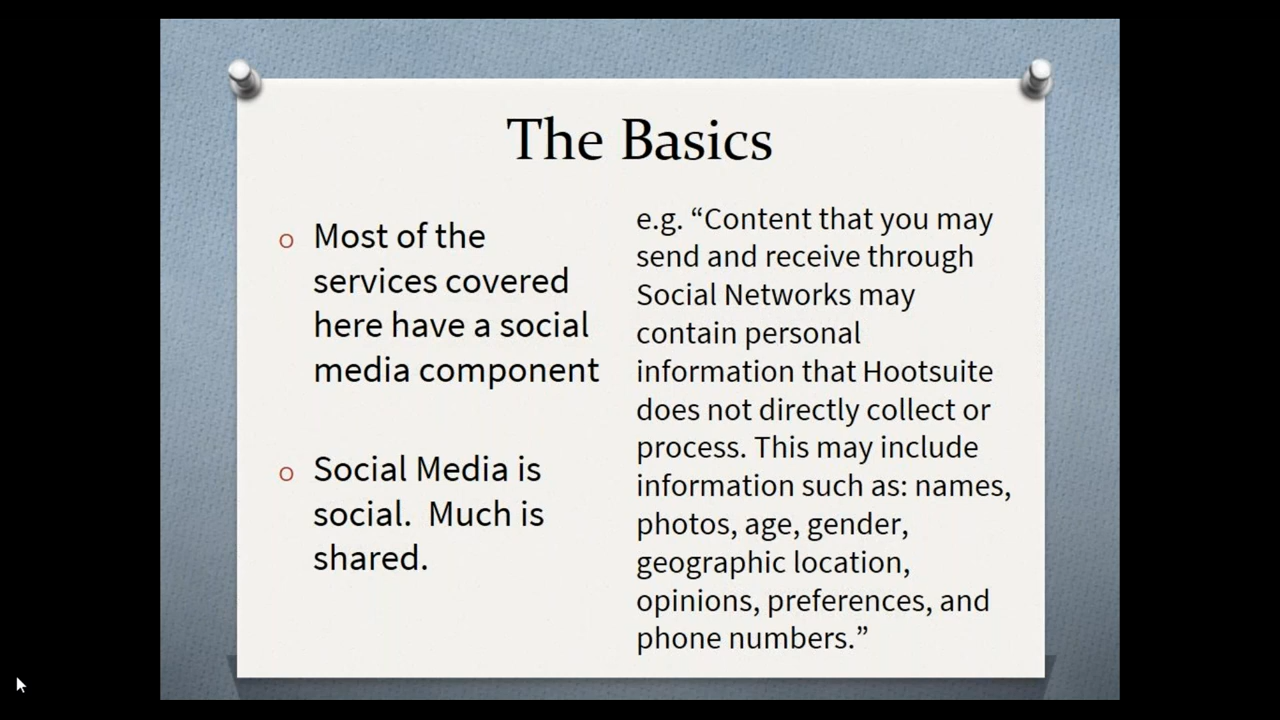 The Basics
o Most of the
services covered
here have a social
media component
o Social Media is
social.  Much is
shared.
e.g. “Content that you may
send and receive through
Social Networks may
contain personal
information that Hootsuite
does not directly collect or
process. This may include
information such as: names,
photos, age, gender,
geographic location,
opinions, preferences, and
phone numbers.”